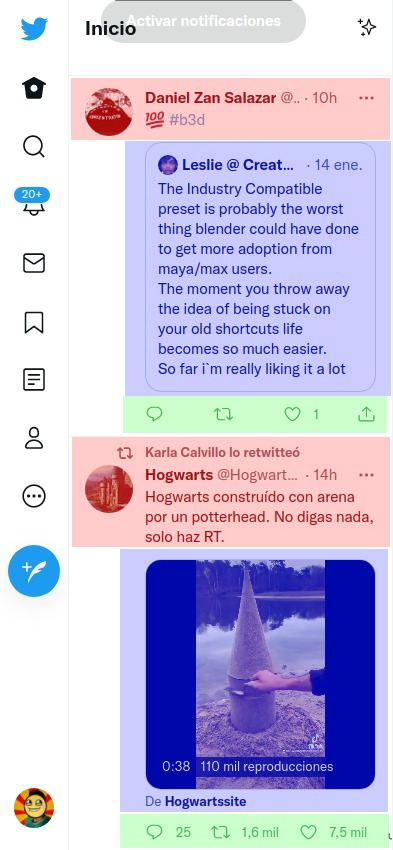 Activar notificaciones
Inicio
20+
Daniel Zan Salazar @.. · 10h
💯 #b3d
Leslie @ Creat... · 14 ene.
The Industry Compatible
preset is probably the worst
thing blender could have done
to get more adoption from
maya/max users.
The moment you throw away
the idea of being stuck on
your old shortcuts life
becomes so much easier.
So far i`m really liking it a lot
1
Karla Calvillo lo retwitteó
Hogwarts @Hogwart... · 14h
Hogwarts construído con arena
por un potterhead. No digas nada,
solo haz RT.
TikTok
0:38 110 mil reproducciones
De Hogwartssite
25 1,6 mil 7,5 mil